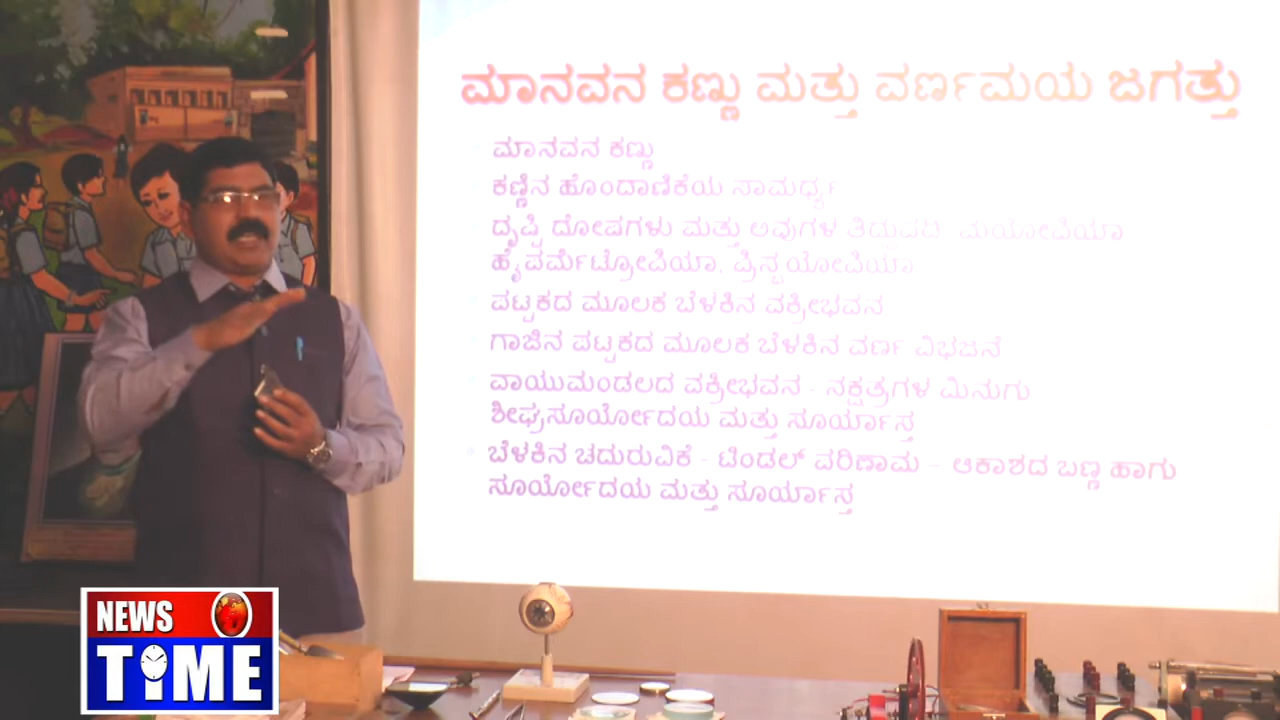 ಮಾನವನ ಕಣ್ಣು ಮತ್ತು ವರ್ಣಮಯ ಜಗತ್ತು
ಮಾನವನ ಕಣ್ಣು
ಕಣ್ಣಿನ ಹೊಂದಾಣಿಕೆಯ ಸಾಮರ್ಥ್ಯ
ದೃಷ್ಟಿ ದೋಷಗಳು ಮತ್ತು ಅವುಗಳ ತಿದ್ದುಪಡಿ ಮಯೋಪಿಯಾ
ಹೈಪರ್ಮೆಟ್ರೋಪಿಯಾ, ಪ್ರಿಸ್ಬಯೋಪಿಯಾ
ಪಟ್ಟಕದ ಮೂಲಕ ಬೆಳಕಿನ ವಕ್ರೀಭವನ
ಗಾಜಿನ ಪಟ್ಟಕದ ಮೂಲಕ ಬೆಳಕಿನ ವರ್ಣ ವಿಭಜನೆ
ವಾಯುಮಂಡಲದ ವಕ್ರೀಭವನ - ನಕ್ಷತ್ರಗಳ ಮಿನುಗು
ಶೀಘ್ರಸೂರ್ಯೋದಯ ಮತ್ತು ಸೂರ್ಯಾಸ್ತ
ಬೆಳಕಿನ ಚದುರುವಿಕೆ - ಟಿಂಡಲ್ ಪರಿಣಾಮ – ಆಕಾಶದ ಬಣ್ಣ ಹಾಗು
ಸೂರ್ಯೋದಯ ಮತ್ತು ಸೂರ್ಯಾಸ್ತ
NEWS
TIME